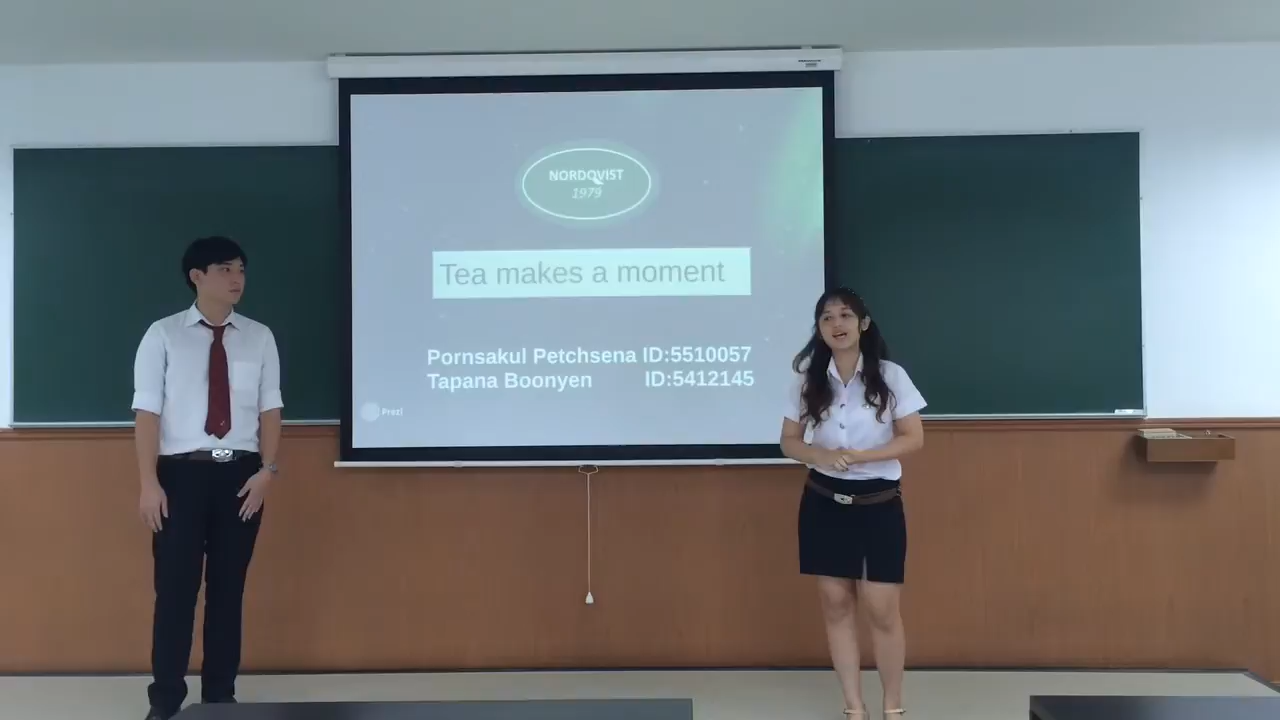 NORDQVIST
1979
Tea makes a moment
Pornsakul Petchsena ID:5510057
Tapana Boonyen ID:5412145
Prezi